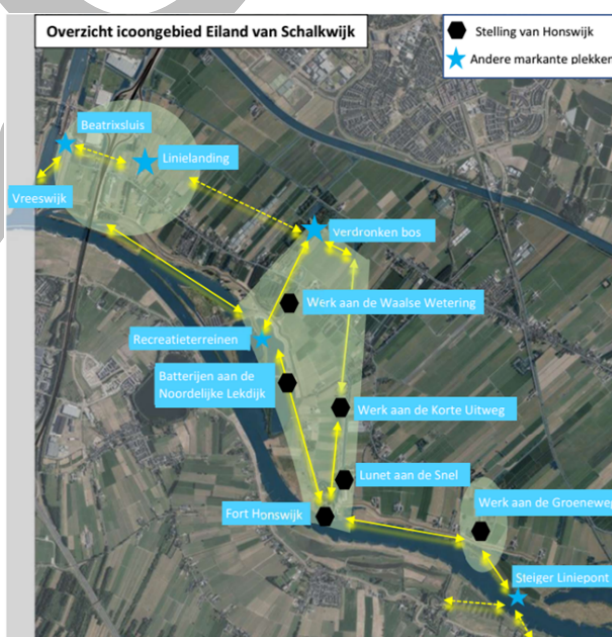 Overzicht icoongebied Eiland van Schalkwijk
Stelling van Honswijk
Andere markante plekken
Beatrixsluis
Linielanding
Vreeswijk
Verdronken bos
Werk aan de Waalse Wetering
Recreatieterreinen
Batterijen aan de
Noordelijke Lekdijk
Werk aan de Korte Uitweg
Lunet aan de Snel
Fort Honswijk
Werk aan de Groeneweg
Steiger Liniepont